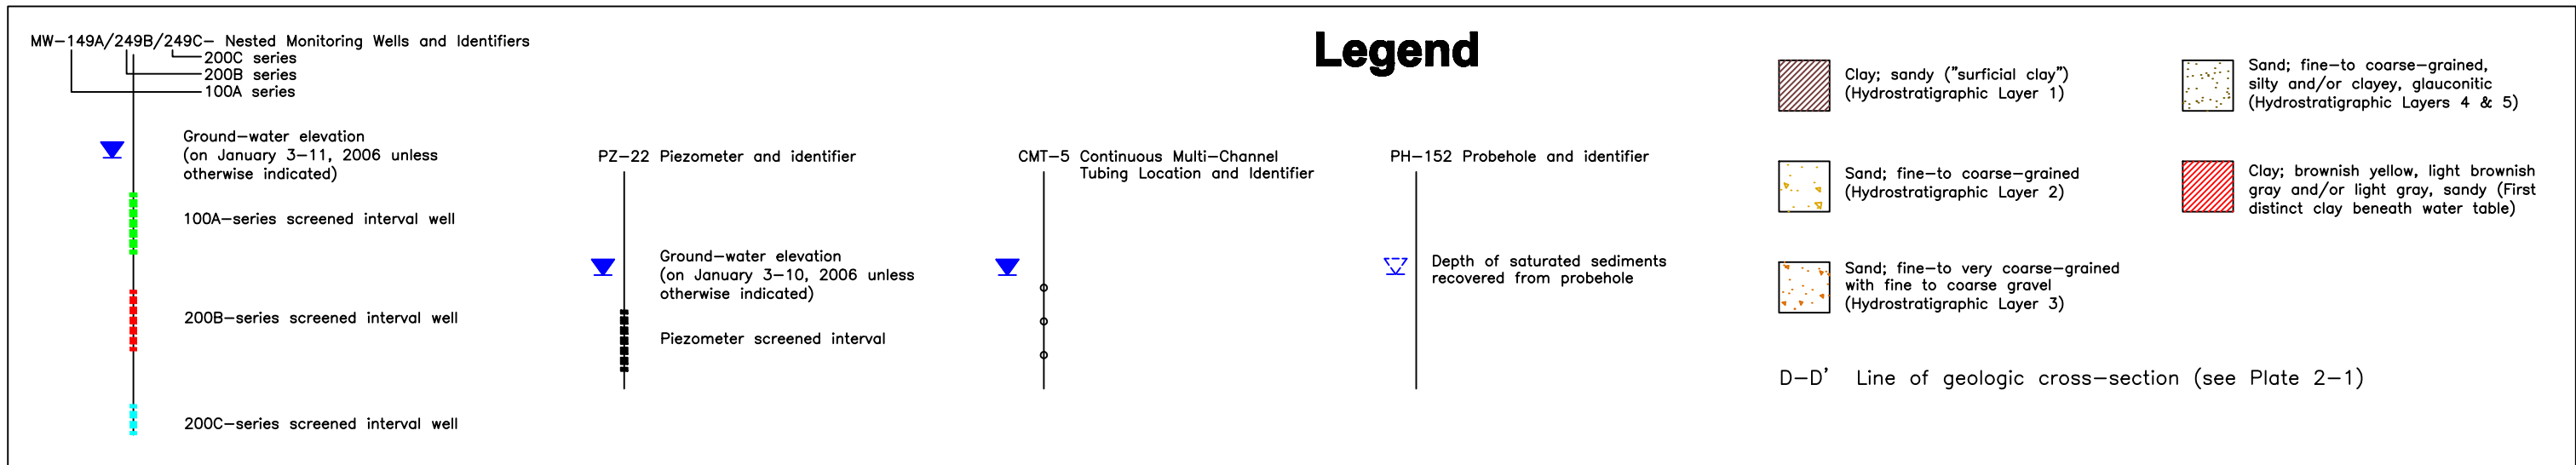 Legend
MW-149A/249B/249C- Nested Monitoring Wells and Identifiers
200C series
200B series
100A series
Ground-water elevation
(on January 3-11, 2006 unless
otherwise indicated)
100A-series screened interval well
200B-series screened interval well
200C-series screened interval well
PZ-22 Piezometer and identifier
Ground-water elevation
(on January 3-10, 2006 unless
otherwise indicated)
Piezometer screened interval
CMT-5 Continuous Multi-Channel
Tubing Location and Identifier
PH-152 Probehole and identifier
Depth of saturated sediments
recovered from probehole
Clay; sandy ("surficial clay")
(Hydrostratigraphic Layer 1)
Sand; fine-to coarse-grained
(Hydrostratigraphic Layer 2)
Sand; fine-to very coarse-grained
with fine to coarse gravel
(Hydrostratigraphic Layer 3)
Sand; fine-to coarse-grained,
silty and/or clayey, glauconitic
(Hydrostratigraphic Layers 4 & 5)
Clay; brownish yellow, light brownish
gray and/or light gray, sandy (First
distinct clay beneath water table)
D-D' Line of geologic cross-section (see Plate 2-1)